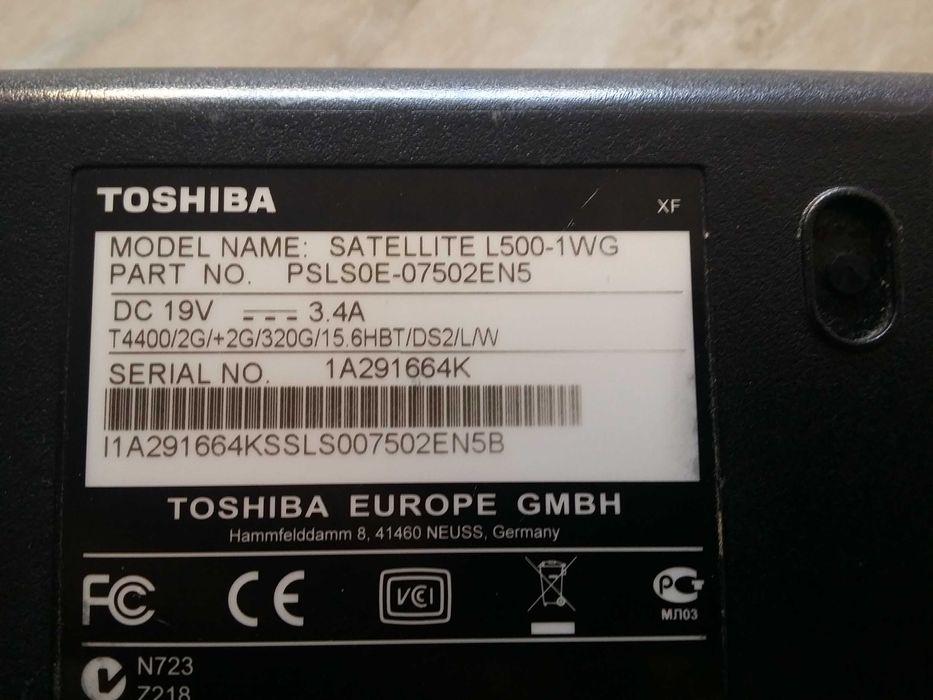 TOSHIBA
XF
MODEL NAME: SATELLITE L500-1WG
PART NO. PSLS0E-07502EN5
DC 19V 3.4A
T4400/2G/+2G/320G/15.6HBT/DS2/L/W
SERIAL NO. 1A291664K
I1A291664KSSLS007502EN5B
TOSHIBA EUROPE GMBH
Hammfelddamm 8, 41460 NEUSS, Germany
FC CE VCI РСТ
МЛ03
N723
Z218